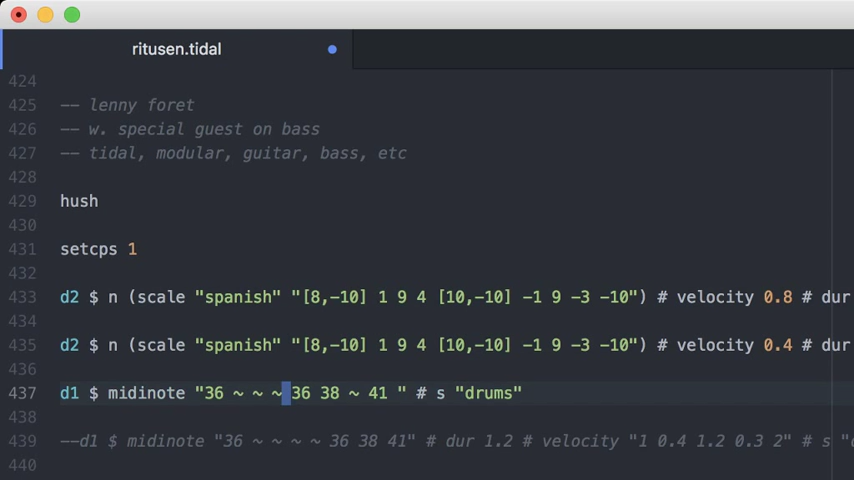 ritusen.tidal
424
425 -- lenny foret
426 -- w. special guest on bass
427 -- tidal, modular, guitar, bass, etc
428
429 hush
430
431 setcps 1
432
433 d2 $ n (scale "spanish" "[8,-10] 1 9 4 [10,-10] -1 9 -3 -10") # velocity 0.8 # dur
434
435 d2 $ n (scale "spanish" "[8,-10] 1 9 4 [10,-10] -1 9 -3 -10") # velocity 0.4 # dur
436
437 d1 $ midinote "36 ~ ~ ~ 36 38 ~ 41 " # s "drums"
438
439 --d1 $ midinote "36 ~ ~ ~ ~ 36 38 41" # dur 1.2 # velocity "1 0.4 1.2 0.3 2" # s
440